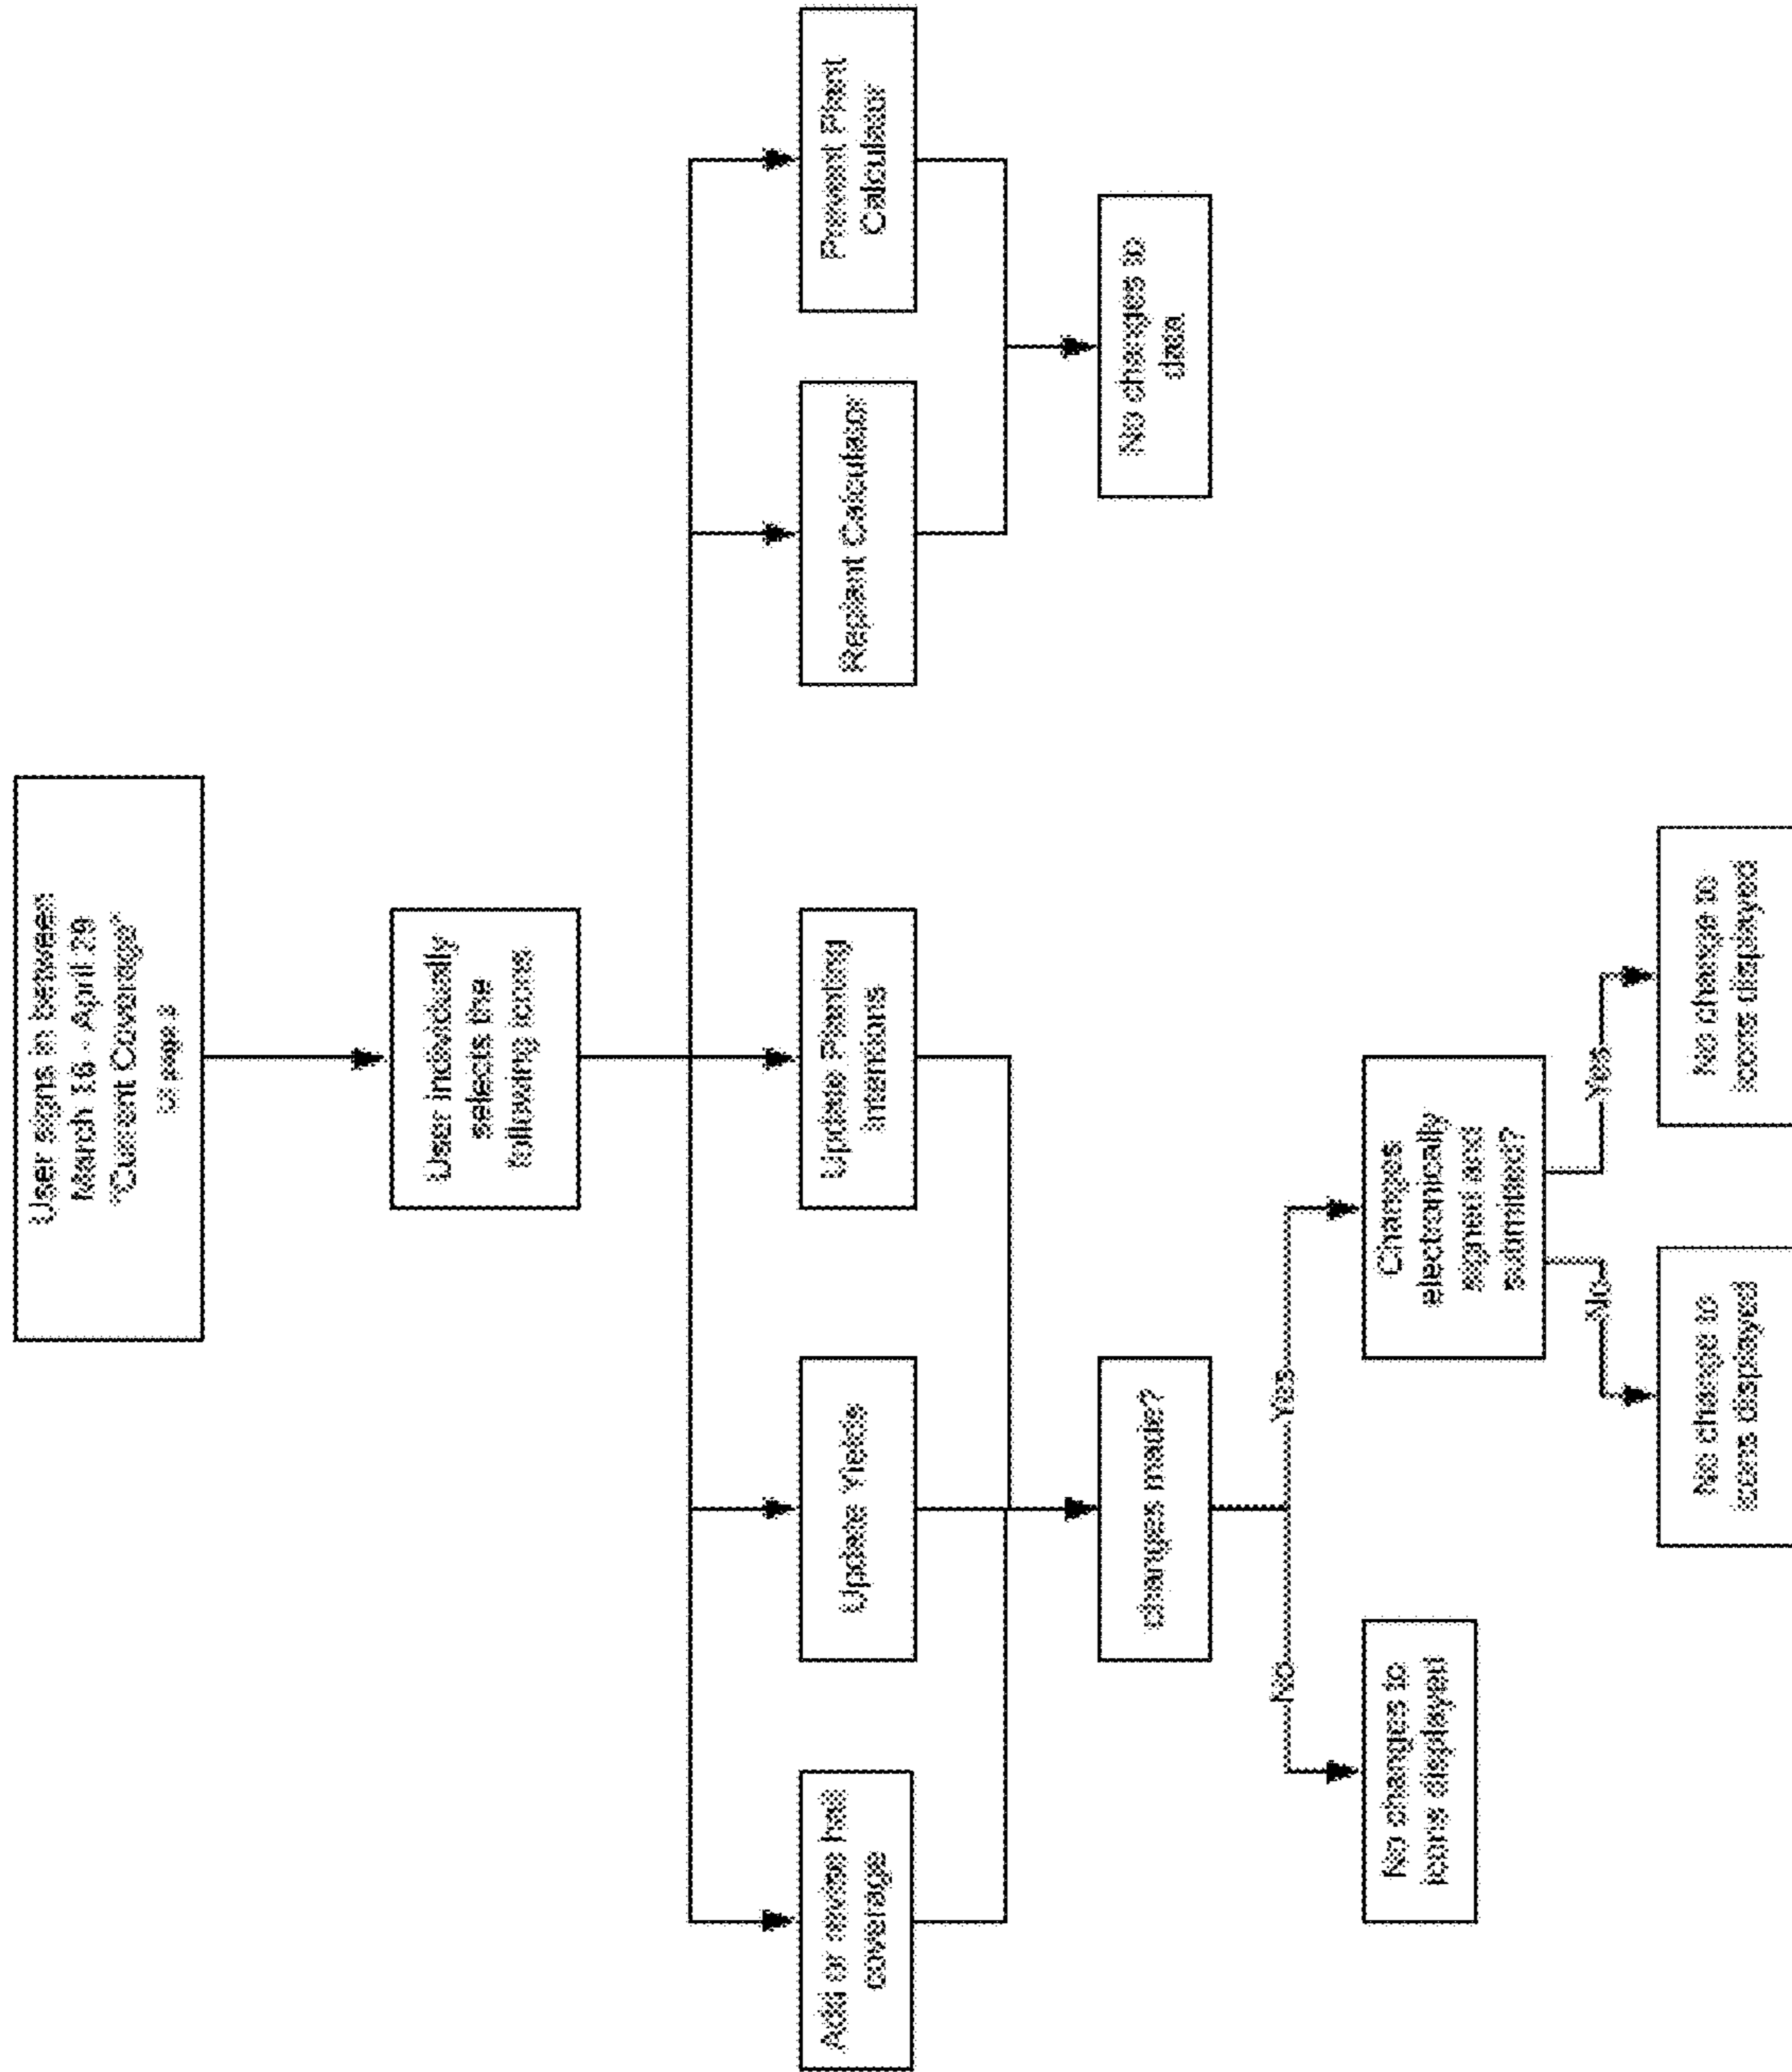 User signs in between
March 16 - April 29
"Current Coverage"
UI page
User individually
selects the
following icons
Add or revise hail
coverage
Update Yields
Update Planting
Intentions
Replant Calculator
Prevent Plant
Calculator
changes made?
No changes to
data
No
Yes
No changes to
icons displayed
Changes
electronically
signed and
submitted?
No
Yes
No change to
icons displayed
No change to
icons displayed